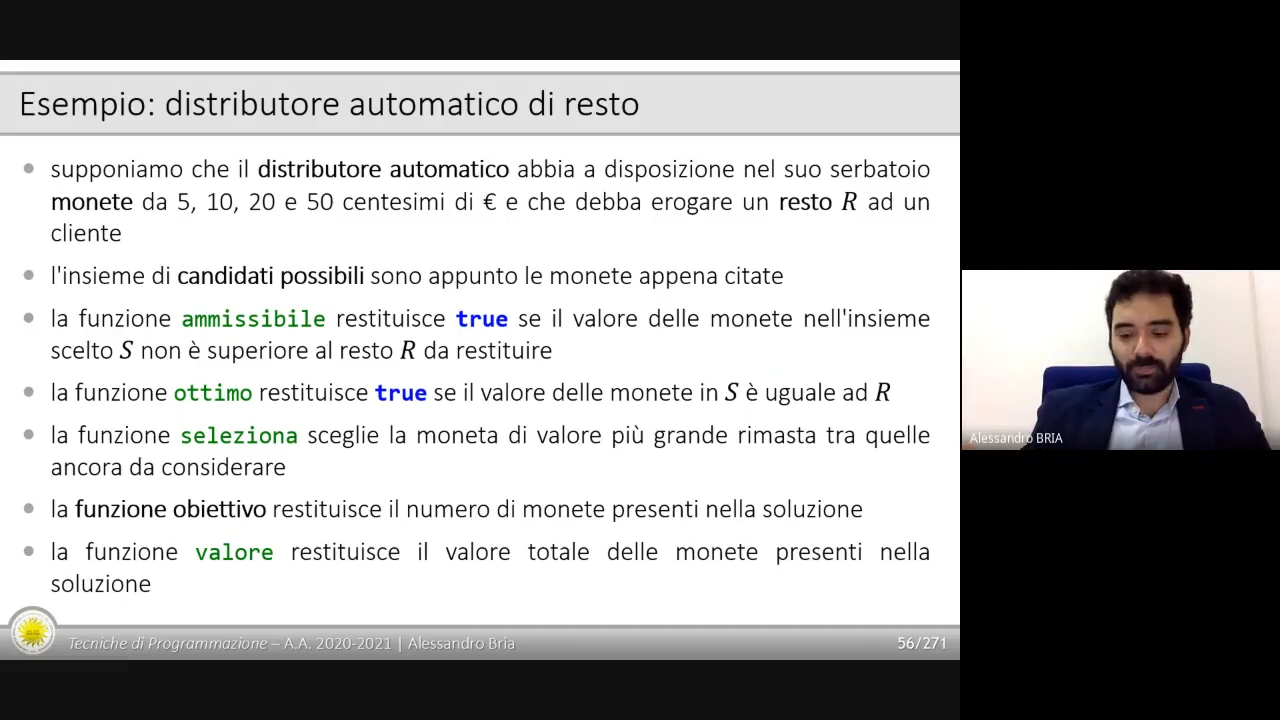 Esempio: distributore automatico di resto
supponiamo che il distributore automatico abbia a disposizione nel suo serbatoio
monete da 5, 10, 20 e 50 centesimi di € e che debba erogare un resto R ad un
cliente
l'insieme di candidati possibili sono appunto le monete appena citate
la funzione ammissibile restituisce true se il valore delle monete nell'insieme
scelto S non è superiore al resto R da restituire
la funzione ottimo restituisce true se il valore delle monete in S è uguale ad R
la funzione seleziona sceglie la moneta di valore più grande rimasta tra quelle
ancora da considerare
la funzione obiettivo restituisce il numero di monete presenti nella soluzione
la funzione valore restituisce il valore totale delle monete presenti nella
soluzione
Tecniche di Programmazione – A.A. 2020-2021 | Alessandro Bria
56/271
Alessandro BRIA